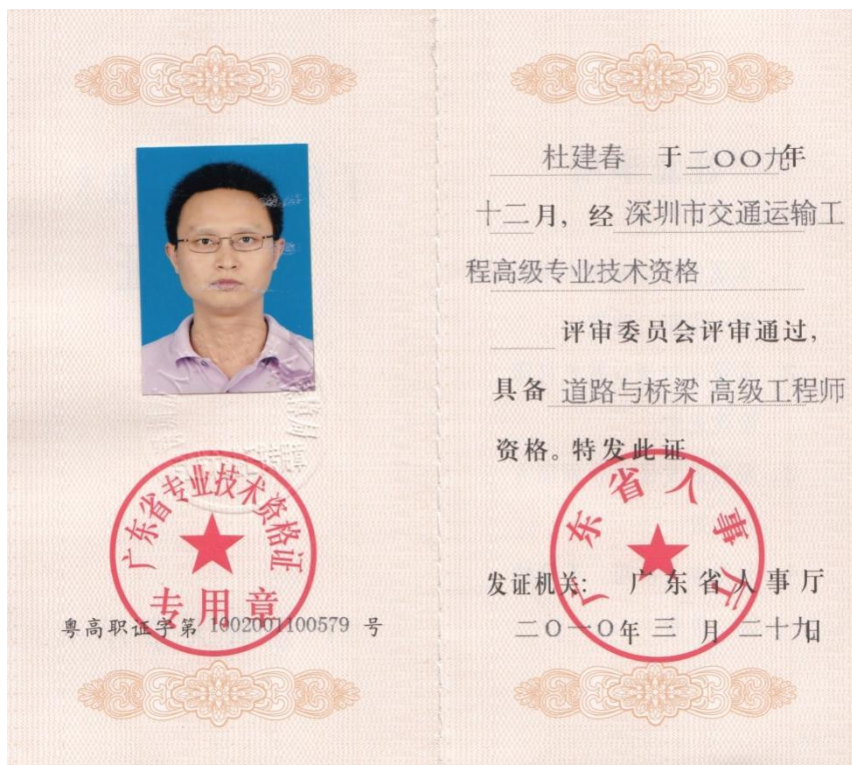 广东省专业技术资格证
专用章
粤高职证字第 1002001100579 号
杜建春 于二〇〇九年
十二月，经 深圳市交通运输工
程高级专业技术资格
评审委员会评审通过，
具备 道路与桥梁 高级工程师
资格。特发此证
广东省人事厅
发证机关： 广东省人事厅
二〇一〇年 三 月 二十九日